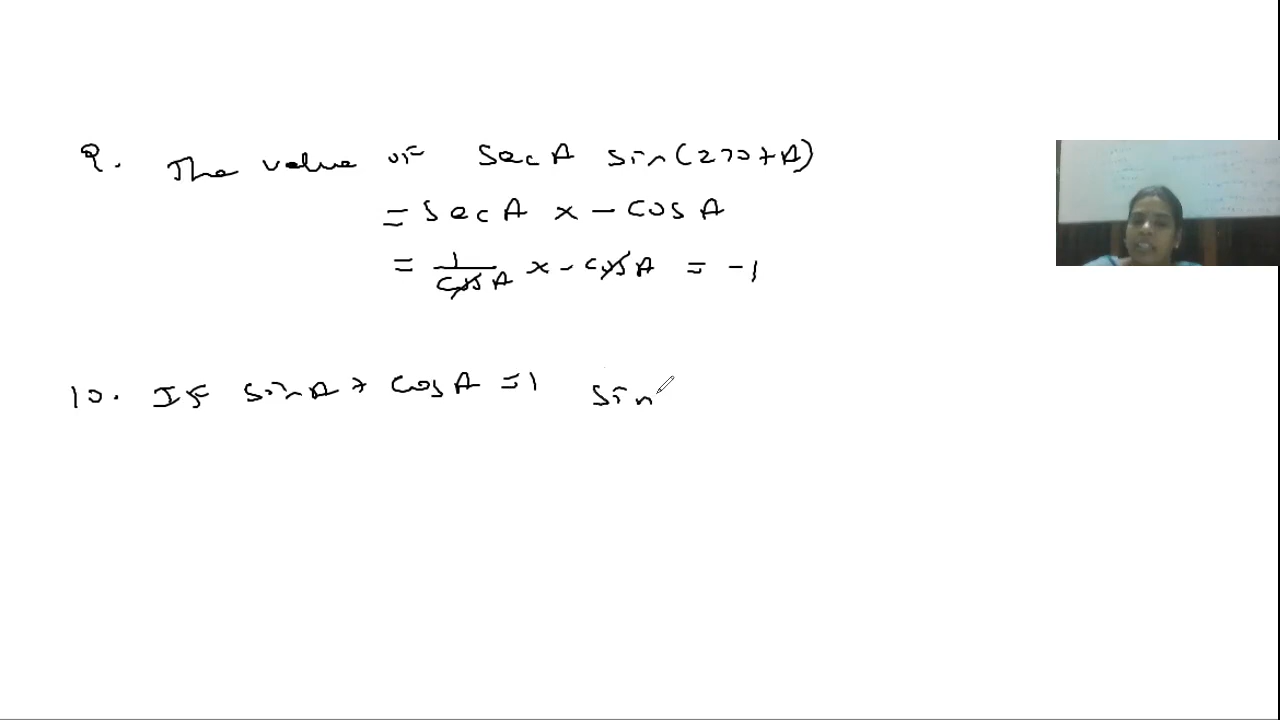 9. The value of Sec A sin(270+A)
= Sec A x - cos A
= 1/cos A x - cos A = -1
10. If sin A + cos A = 1 sin